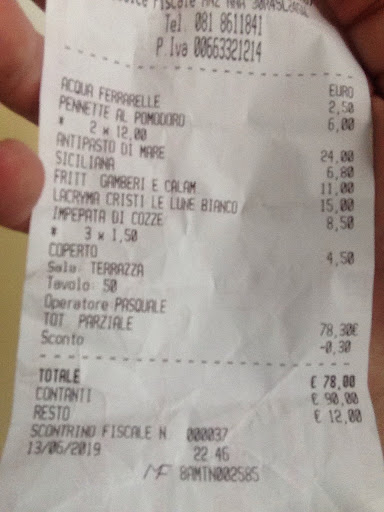 Tel. 081 8611841
P.Iva 00663321214
EURO
ACQUA FERRARELLE 2,50
PENNETTE AL POMODORO 6,00
* 2 x 12,00
ANTIPASTO DI MARE 24,00
SICILIANA 6,80
FRITT GAMBERI E CALAM 11,00
LACRYMA CRISTI LE LUNE BIANCO 15,00
IMPEPATA DI COZZE 8,50
* 3 x 1,50
COPERTO 4,50
Sala: TERRAZZA
Tavolo: 50
Operatore PASQUALE
TOT PARZIALE 78,30€
Sconto -0,30
TOTALE € 78,00
CONTANTI € 90,00
RESTO € 12,00
SCONTRINO FISCALE N. 000037
13/06/2019 22 46
MF 8AMTN002585